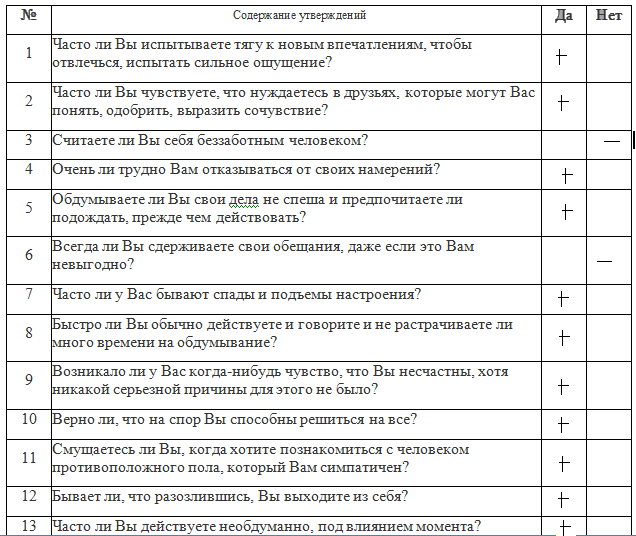 № Содержание утверждений Да Нет
1 Часто ли Вы испытываете тягу к новым впечатлениям, чтобы
отвлечься, испытать сильное ощущение? +
2 Часто ли Вы чувствуете, что нуждаетесь в друзьях, которые могут Вас
понять, одобрить, выразить сочувствие? +
3 Считаете ли Вы себя беззаботным человеком? —
4 Очень ли трудно Вам отказываться от своих намерений? +
5 Обдумываете ли Вы свои дела не спеша и предпочитаете ли
подождать, прежде чем действовать? +
6 Всегда ли Вы сдерживаете свои обещания, даже если это Вам
невыгодно? —
7 Часто ли у Вас бывают спады и подъемы настроения? +
8 Быстро ли Вы обычно действуете и говорите и не растрачиваете ли
много времени на обдумывание? +
9 Возникало ли у Вас когда-нибудь чувство, что Вы несчастны, хотя
никакой серьезной причины для этого не было? +
10 Верно ли, что на спор Вы способны решиться на все? +
11 Смущаетесь ли Вы, когда хотите познакомиться с человеком
противоположного пола, который Вам симпатичен? +
12 Бывает ли, что разозлившись, Вы выходите из себя? +
13 Часто ли Вы действуете необдуманно, под влиянием момента? +